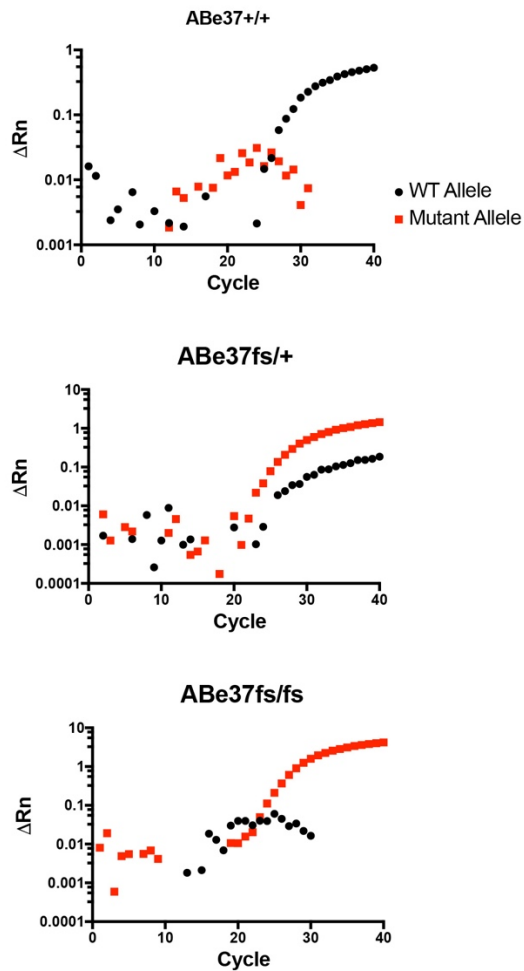 ABe37+/+
1
0.1
0.01
0.001
ΔRn
0 10 20 30 40
Cycle
WT Allele
Mutant Allele
ABe37fs/+
10
1
0.1
0.01
0.001
0.0001
ΔRn
0 10 20 30 40
Cycle
ABe37fs/fs
10
1
0.1
0.01
0.001
0.0001
ΔRn
0 10 20 30 40
Cycle